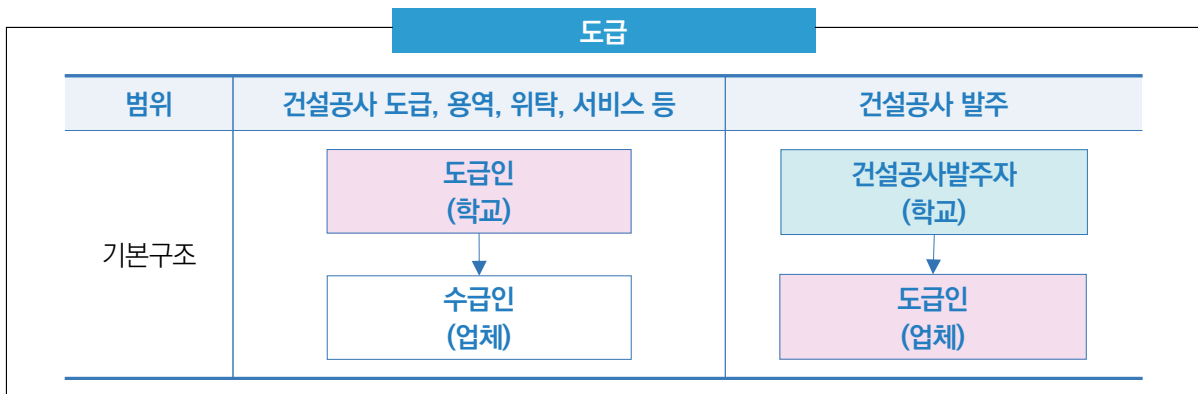 도급
범위
건설공사 도급, 용역, 위탁, 서비스 등
건설공사 발주
기본구조
도급인
(학교)
수급인
(업체)
건설공사발주자
(학교)
도급인
(업체)